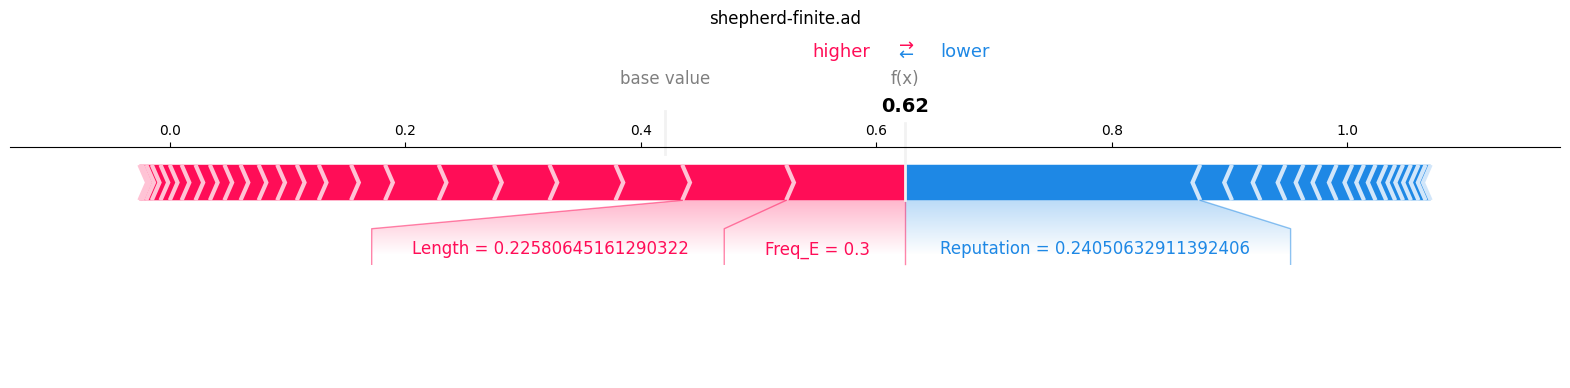 shepherd-finite.ad
higher ⇄ lower
base value f(x)
0.62
0.0 0.2 0.4 0.6 0.8 1.0
Length = 0.22580645161290322 Freq_E = 0.3 Reputation = 0.24050632911392406